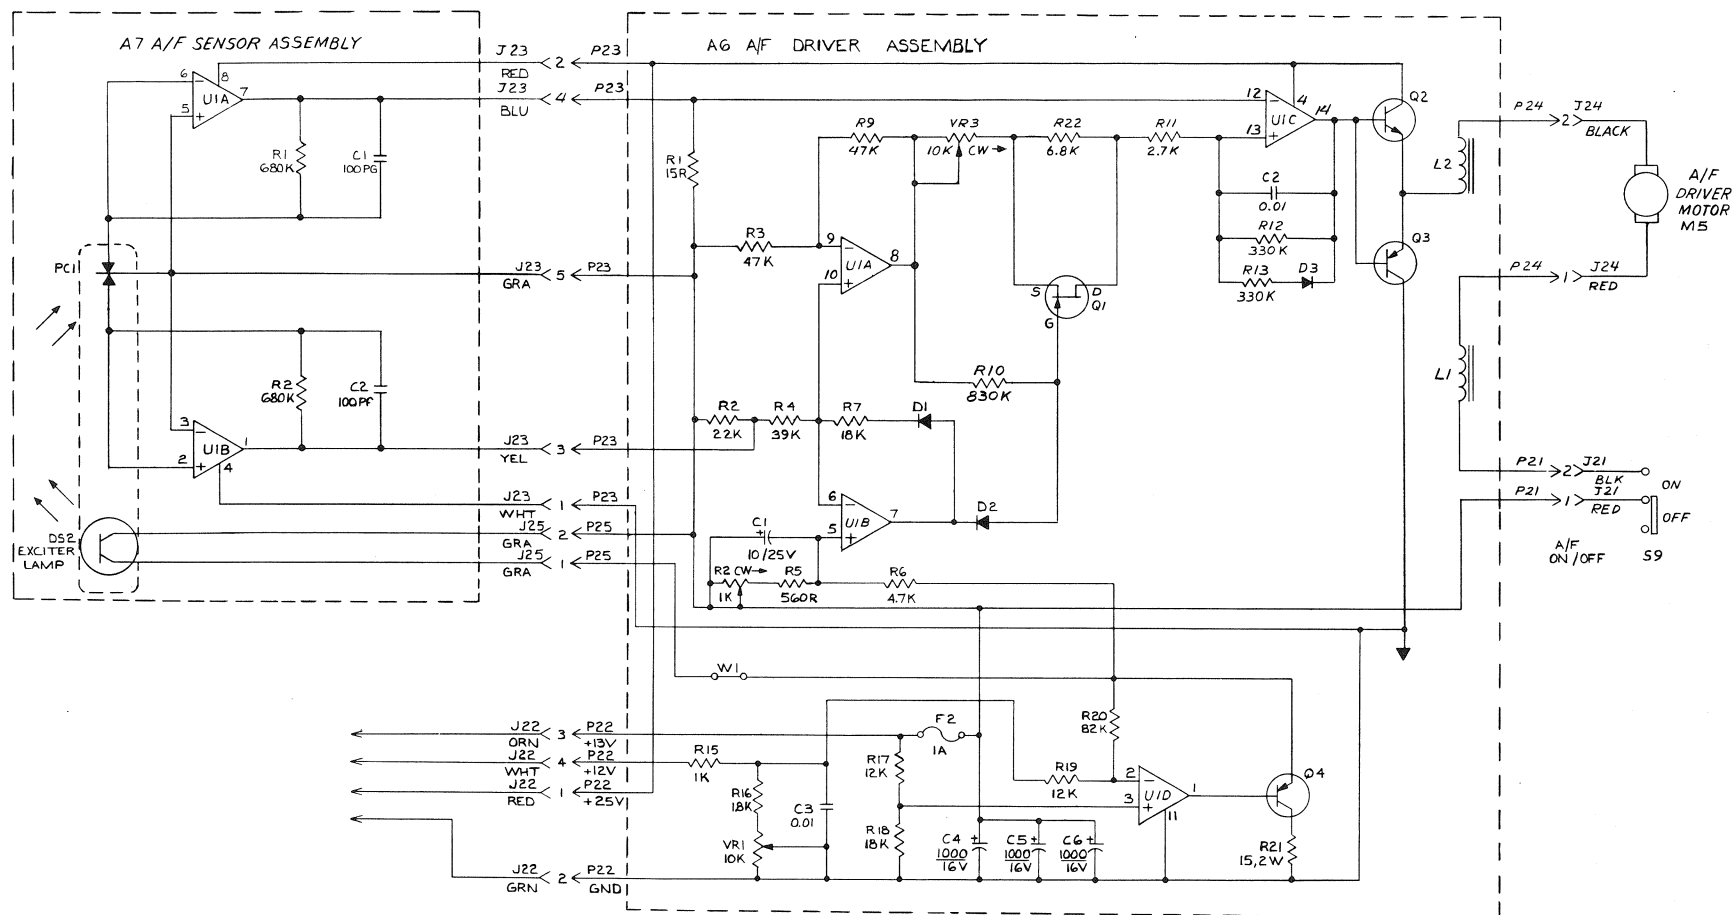 A7 A/F SENSOR ASSEMBLY
J23
P23
A6 A/F DRIVER ASSEMBLY
2
RED
J23
P23
4
BLU
6
8
5
U1A
7
R1
680K
C1
100PG
R1
15R
R9
47K
VR3
10K CW
R22
6.8K
R11
2.7K
12
4
13
U1C
14
Q2
C2
0.01
R12
330K
R13
330K
D3
Q3
P24
2
J24
BLACK
L2
A/F
DRIVER
MOTOR
M5
P24
1
J24
RED
L1
PC1
J23
GRA
5
P23
R3
47K
9
10
U1A
8
S
D
G
Q1
R10
830K
R2
680K
C2
100PF
R2
22K
R4
39K
R7
18K
D1
3
2
U1B
1
4
J23
YEL
3
P23
J23
WHT
1
P23
J25
GRA
2
P25
J25
GRA
1
P25
DS2
EXCITER
LAMP
6
5
U1B
7
D2
C1
+
10/25V
R2 CW
1K
R5
560R
R6
4.7K
P21
2
J21
BLK
P21
1
J21
RED
ON
OFF
A/F
ON/OFF
S9
W1
J22
ORN
3
P22
+13V
J22
WHT
4
P22
+12V
J22
RED
1
P22
+25V
J22
GRN
2
P22
GND
R15
1K
R16
1.8K
VR1
10K
C3
0.01
R17
12K
R18
18K
F2
1A
R20
82K
R19
12K
2
3
U1D
1
11
Q4
R21
15,2W
C4 +
1000
16V
C5 +
1000
16V
C6 +
1000
16V